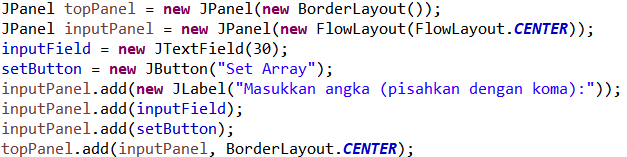 JPanel topPanel = new JPanel(new BorderLayout());
JPanel inputPanel = new JPanel(new FlowLayout(FlowLayout.CENTER));
inputField = new JTextField(30);
setButton = new JButton("Set Array");
inputPanel.add(new JLabel("Masukkan angka (pisahkan dengan koma):"));
inputPanel.add(inputField);
inputPanel.add(setButton);
topPanel.add(inputPanel, BorderLayout.CENTER);